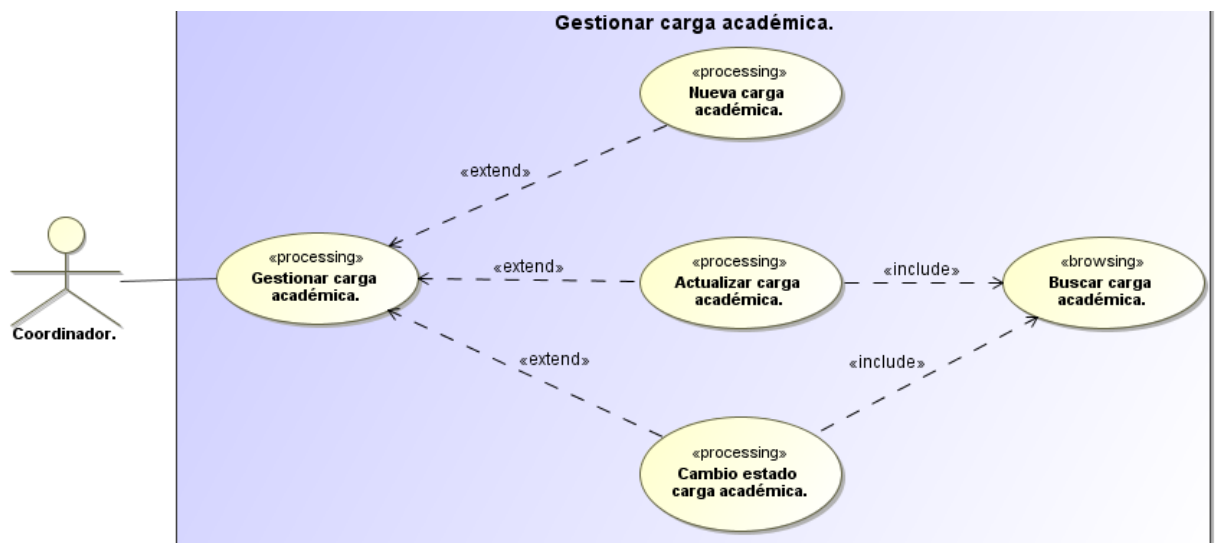 Gestionar carga académica.
«processing»
Nueva carga
académica.
«extend»
«processing»
Gestionar carga
académica.
«extend»
«processing»
Actualizar carga
académica.
«include»
«browsing»
Buscar carga
académica.
Coordinador.
«extend»
«include»
«processing»
Cambio estado
carga académica.